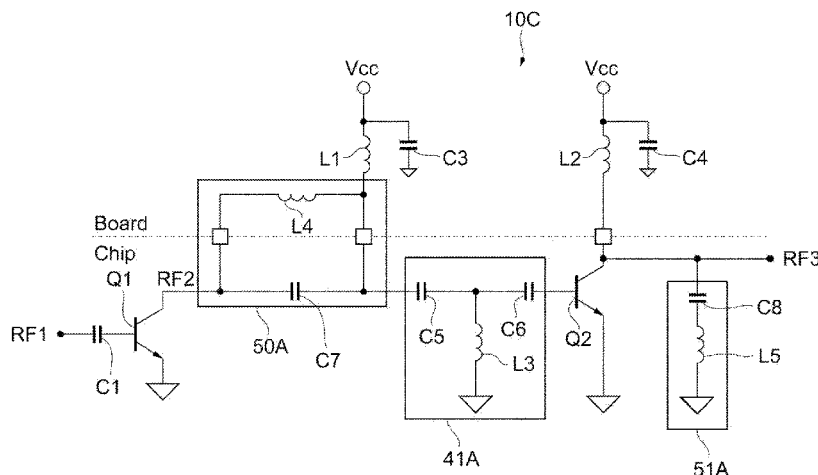 10C
Vcc
Vcc
L1
C3
L2
C4
L4
Board
Chip
Q1
RF2
RF3
RF1
C1
50A
C7
C5
C6
L3
Q2
C8
L5
41A
51A